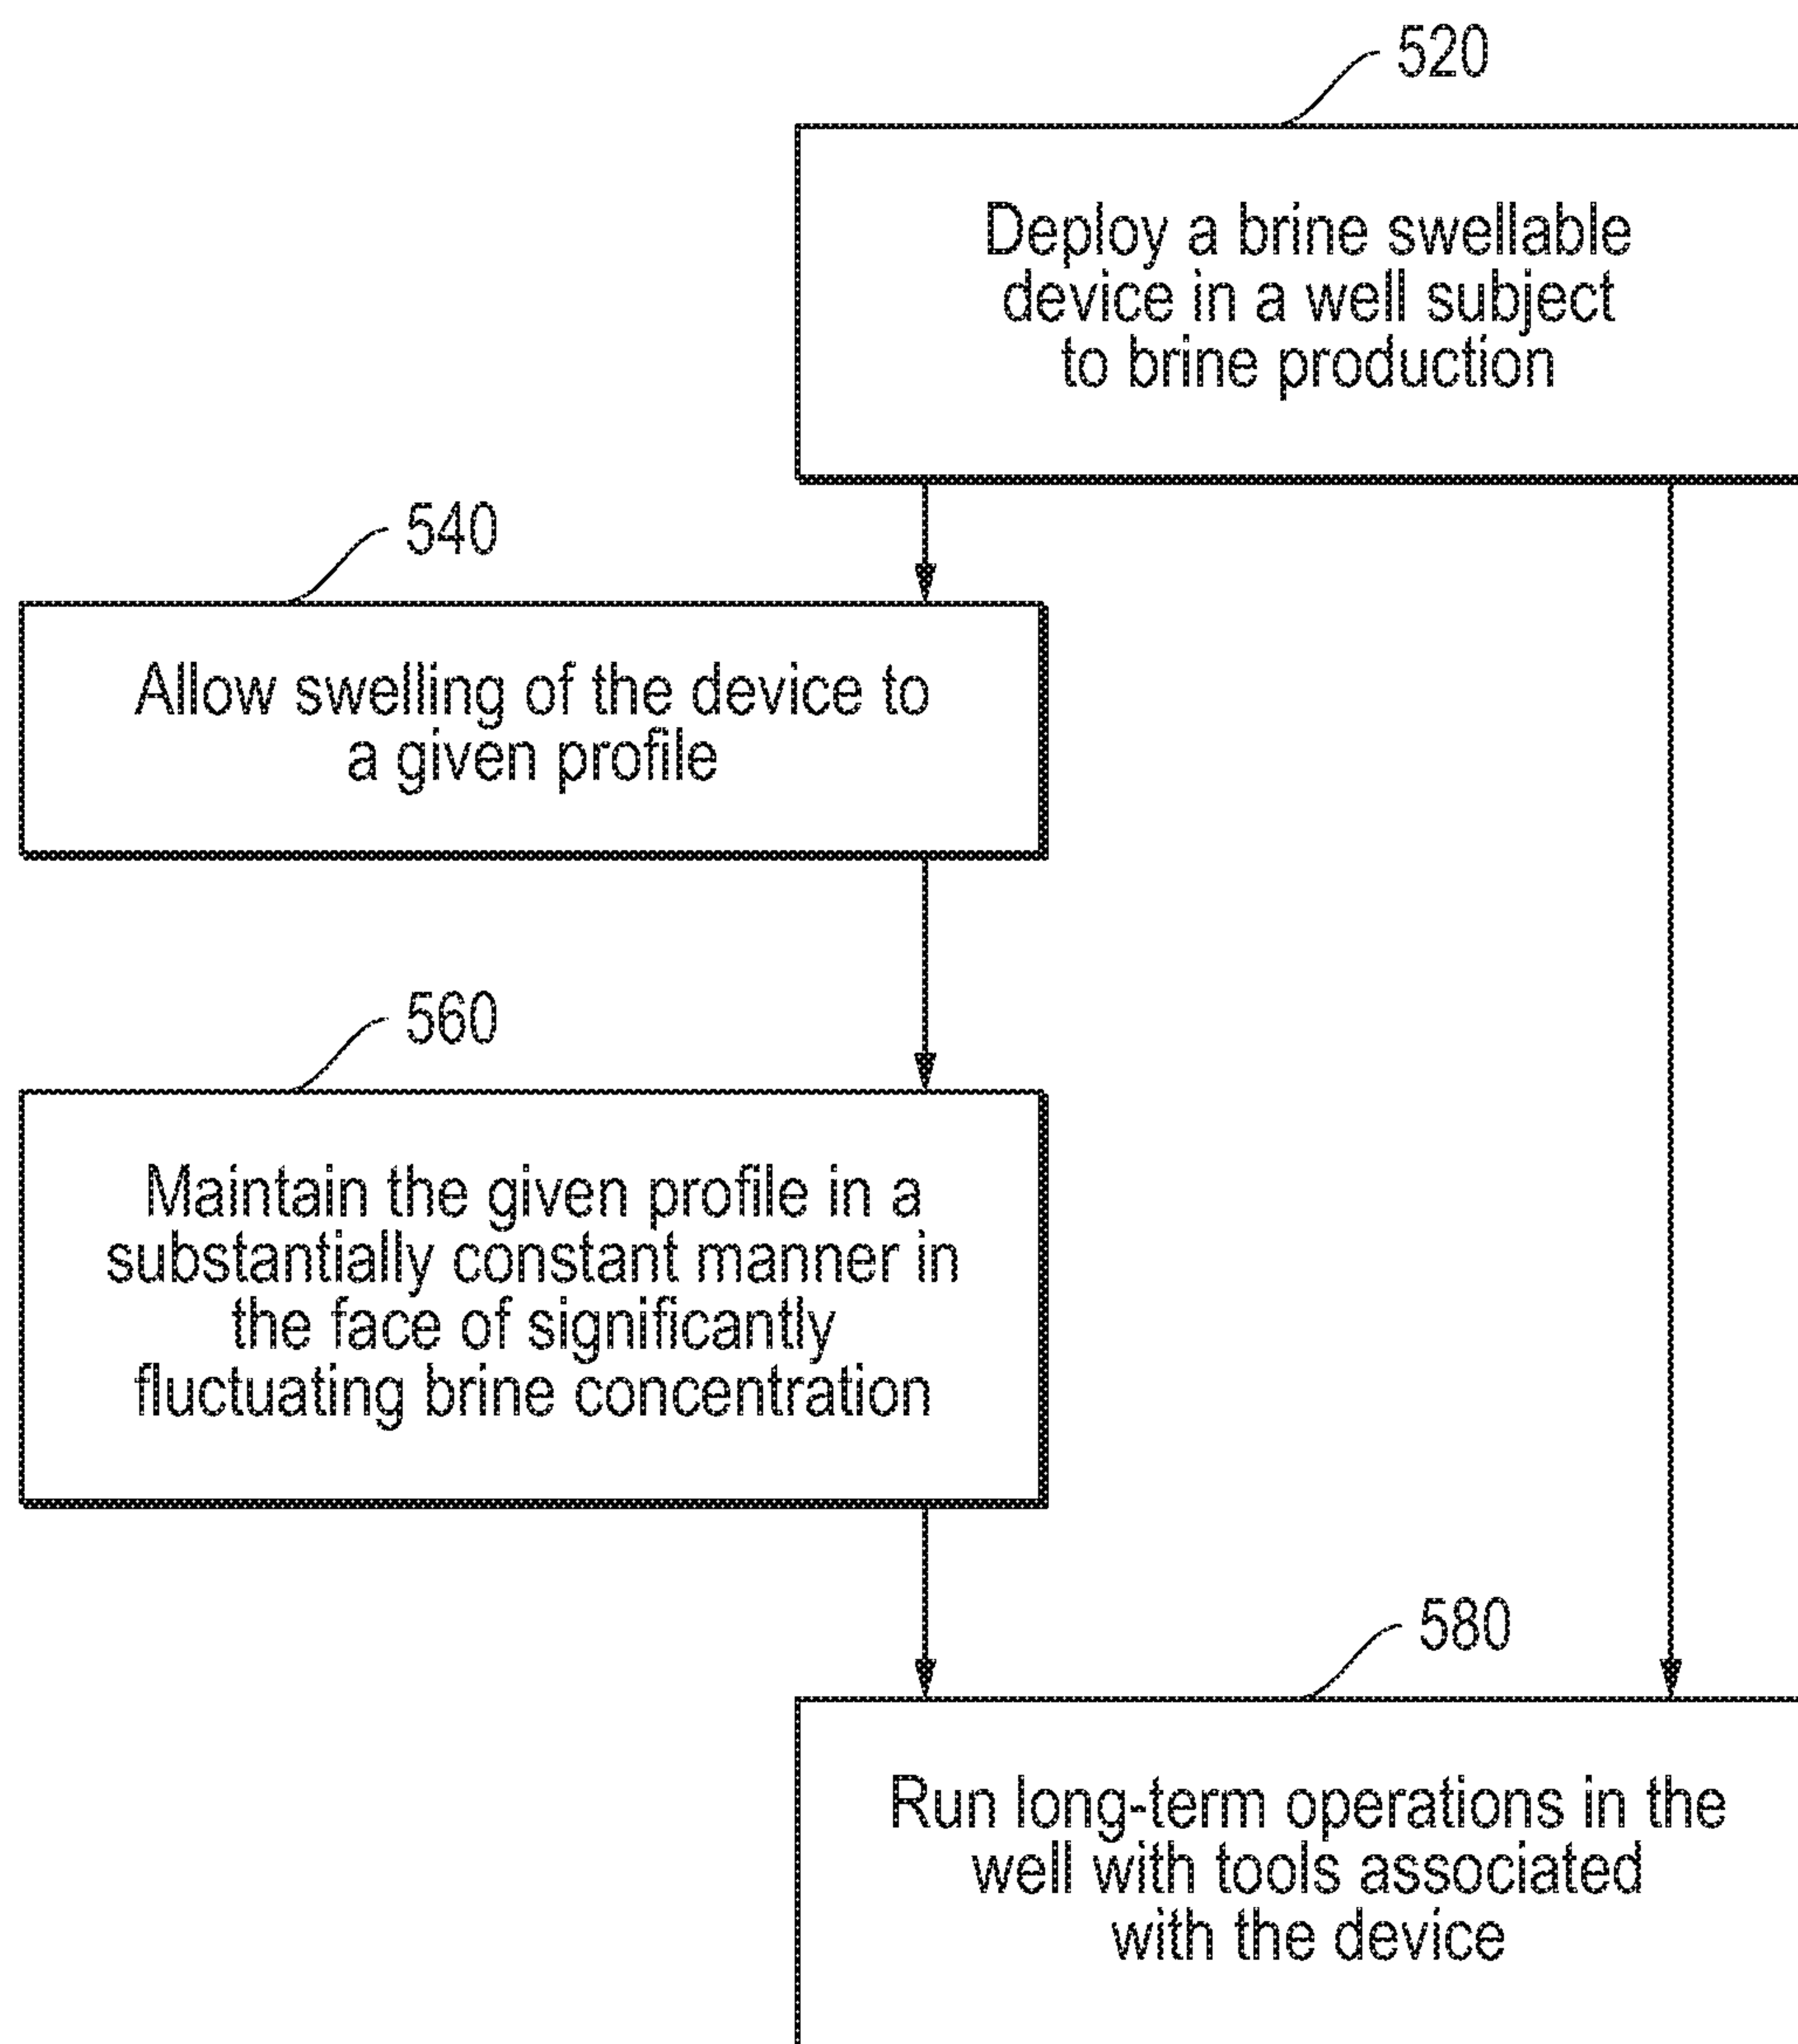 520
Deploy a brine swellable
device in a well subject
to brine production
540
Allow swelling of the device to
a given profile
560
Maintain the given profile in a
substantially constant manner in
the face of significantly
fluctuating brine concentration
580
Run long-term operations in the
well with tools associated
with the device